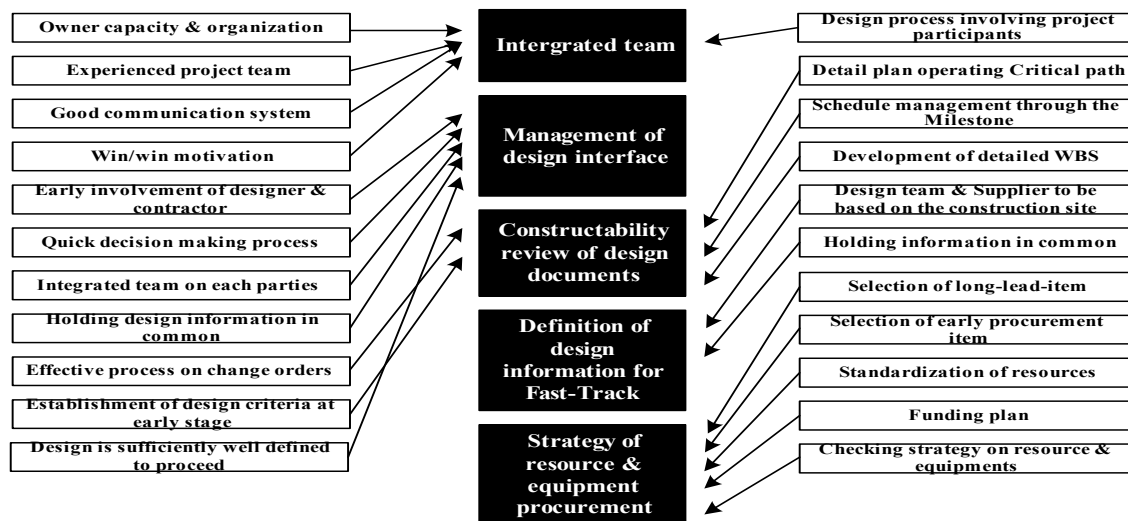 Owner capacity & organization
Experienced project team
Good communication system
Win/win motivation
Early involvement of designer &
contractor
Quick decision making process
Integrated team on each parties
Holding design information in
common
Effective process on change orders
Establishment of design criteria at
early stage
Design is sufficiently well defined
to proceed
Intergrated team
Management of
design interface
Constructability
review of design
documents
Definition of
design
information for
Fast-Track
Strategy of
resource &
equipment
procurement
Design process involving project
participants
Detail plan operating Critical path
Schedule management through the
Milestone
Development of detailed WBS
Design team & Supplier to be
based on the construction site
Holding information in common
Selection of long-lead-item
Selection of early procurement
item
Standardization of resources
Funding plan
Checking strategy on resource &
equipments